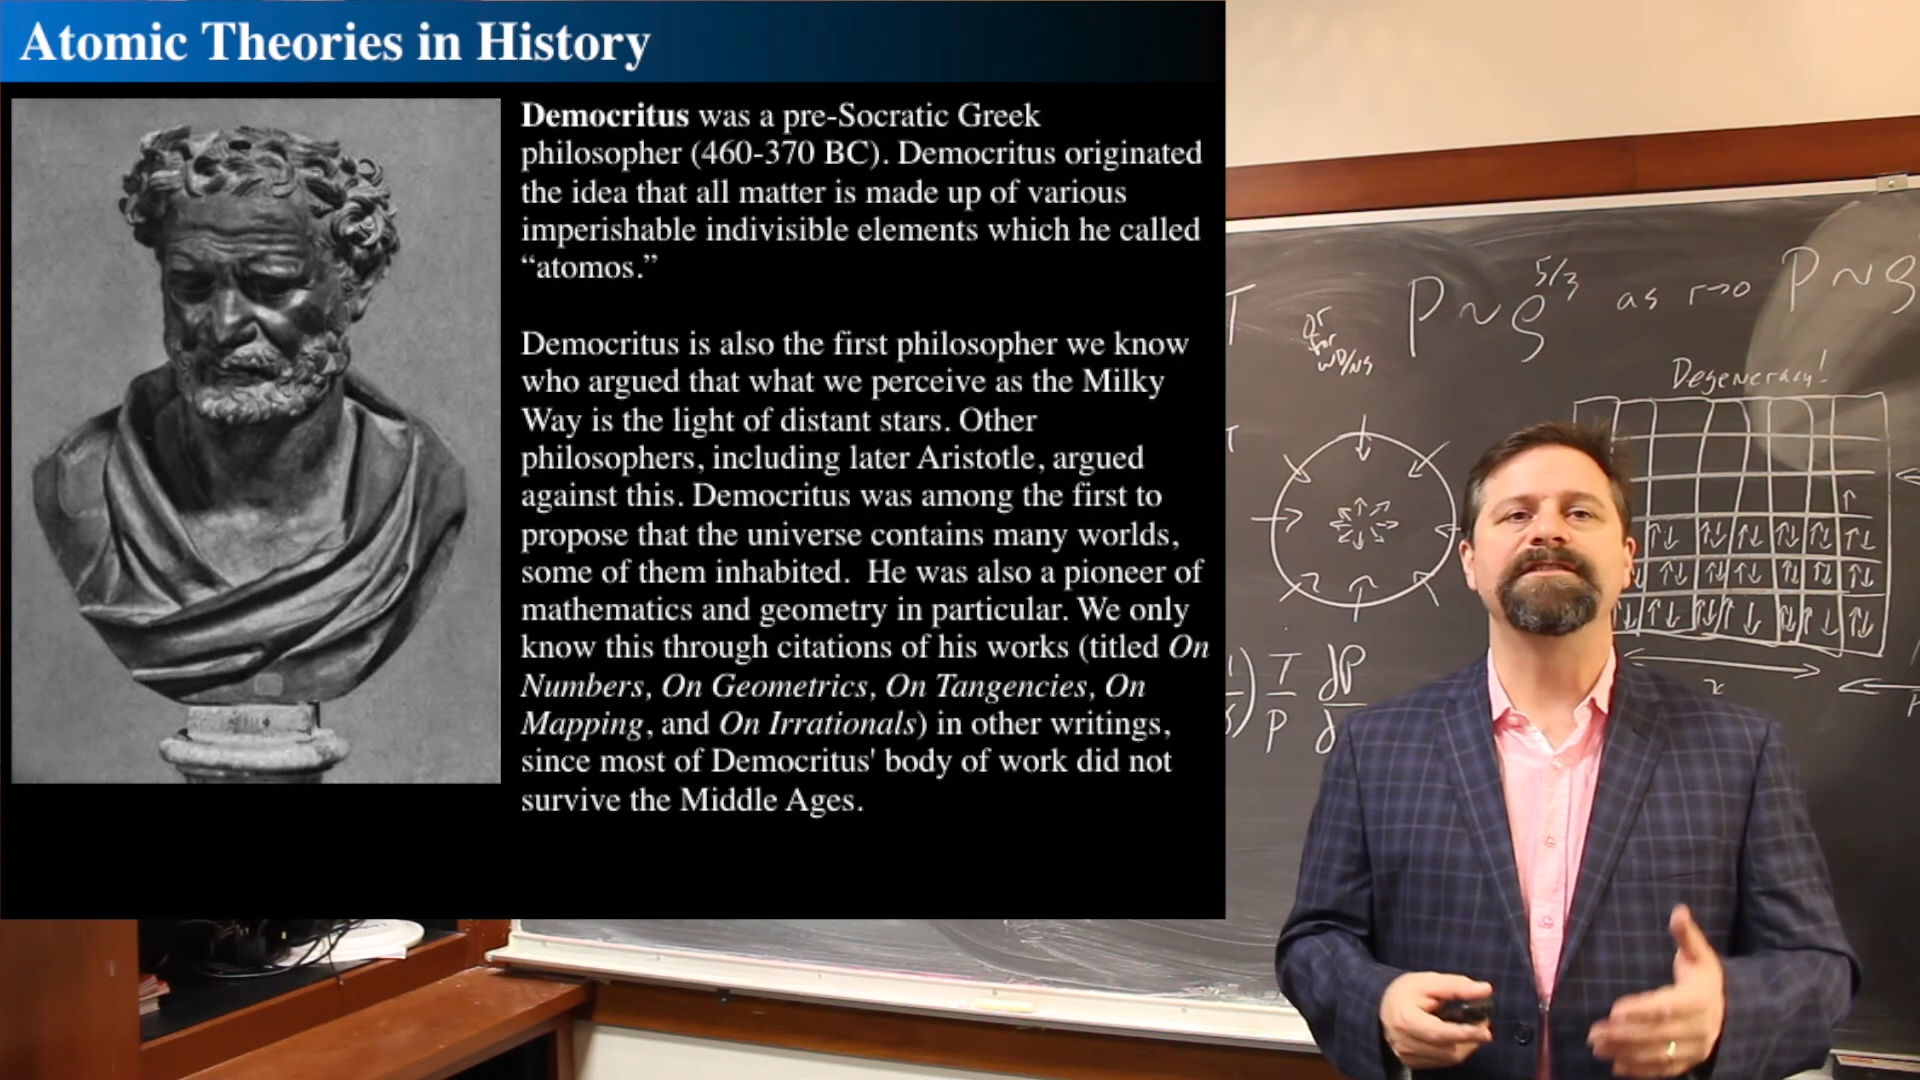 Atomic Theories in History
Democritus was a pre-Socratic Greek
philosopher (460-370 BC). Democritus originated
the idea that all matter is made up of various
imperishable indivisible elements which he called
“atomos.”
Democritus is also the first philosopher we know
who argued that what we perceive as the Milky
Way is the light of distant stars. Other
philosophers, including later Aristotle, argued
against this. Democritus was among the first to
propose that the universe contains many worlds,
some of them inhabited.  He was also a pioneer of
mathematics and geometry in particular. We only
know this through citations of his works (titled On
Numbers, On Geometrics, On Tangencies, On
Mapping, and On Irrationals) in other writings,
since most of Democritus' body of work did not
survive the Middle Ages.
T or for WD/NS P~ρ^5/3 as r→0 P~ρ
Degeneracy!
T
x
) T/P dP/